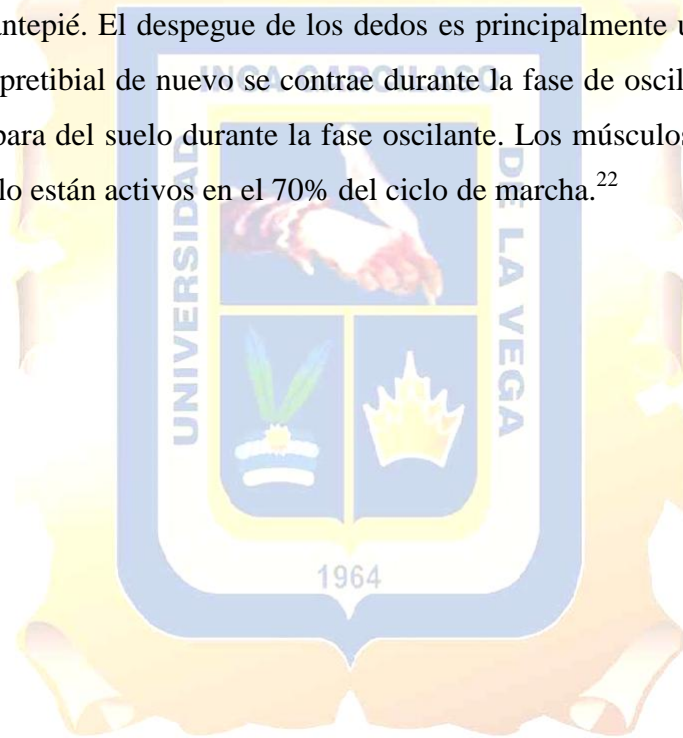 ntepié. El despegue de los dedos es principalmente u
pretibial de nuevo se contrae durante la fase de oscil
para del suelo durante la fase oscilante. Los músculos
lo están activos en el 70% del ciclo de marcha.22
INCA GARCILASO
UNIVERSIDAD
DE LA VEGA
1964